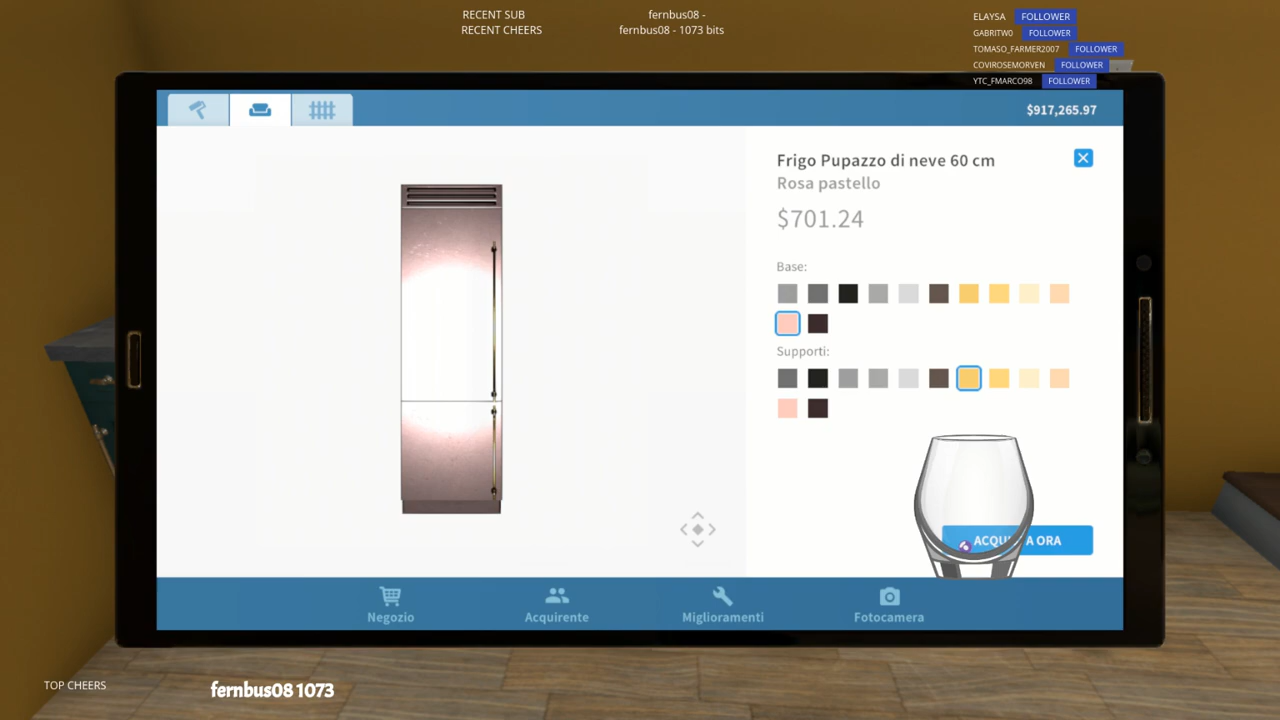 RECENT SUB
fernbus08 -
RECENT CHEERS
fernbus08 - 1073 bits
ELAYSA FOLLOWER
GABRITW0 FOLLOWER
TOMASO_FARMER2007 FOLLOWER
COVIROSEMORVEN FOLLOWER
YTC_FMARCO98 FOLLOWER
$917,265.97
Frigo Pupazzo di neve 60 cm
Rosa pastello
$701.24
Base:
Supporti:
ORA
Negozio
Acquirente
Miglioramenti
Fotocamera
TOP CHEERS
fernbus08 1073